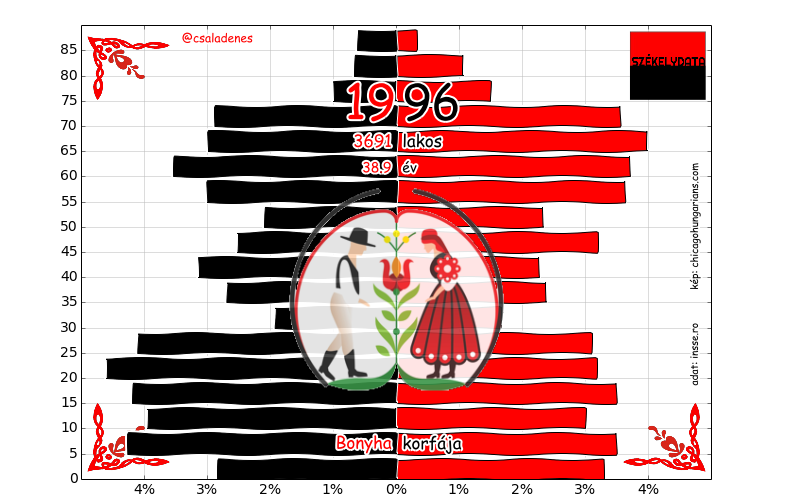 @csaladenes
SZÉKELYDATA
1996
3691 lakos
38.9 év
kép: chicagohungarians.com
adat: insse.ro
Bonyha korfája
85
80
75
70
65
60
55
50
45
40
35
30
25
20
15
10
5
0
4% 3% 2% 1% 0% 1% 2% 3% 4%